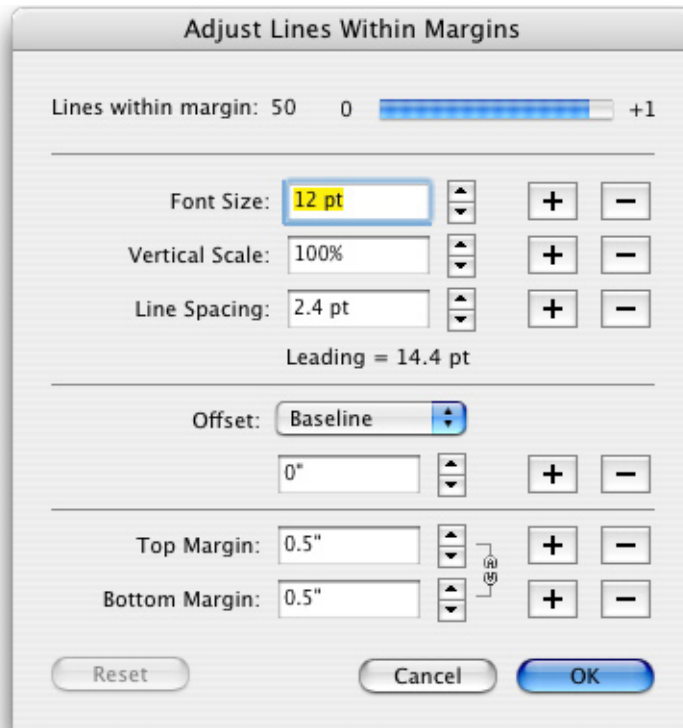 Adjust Lines Within Margins
Lines within margin: 50 0 +1
Font Size: 12 pt + −
Vertical Scale: 100% + −
Line Spacing: 2.4 pt + −
Leading = 14.4 pt
Offset: Baseline
0" + −
Top Margin: 0.5" + −
Bottom Margin: 0.5" + −
Reset Cancel OK